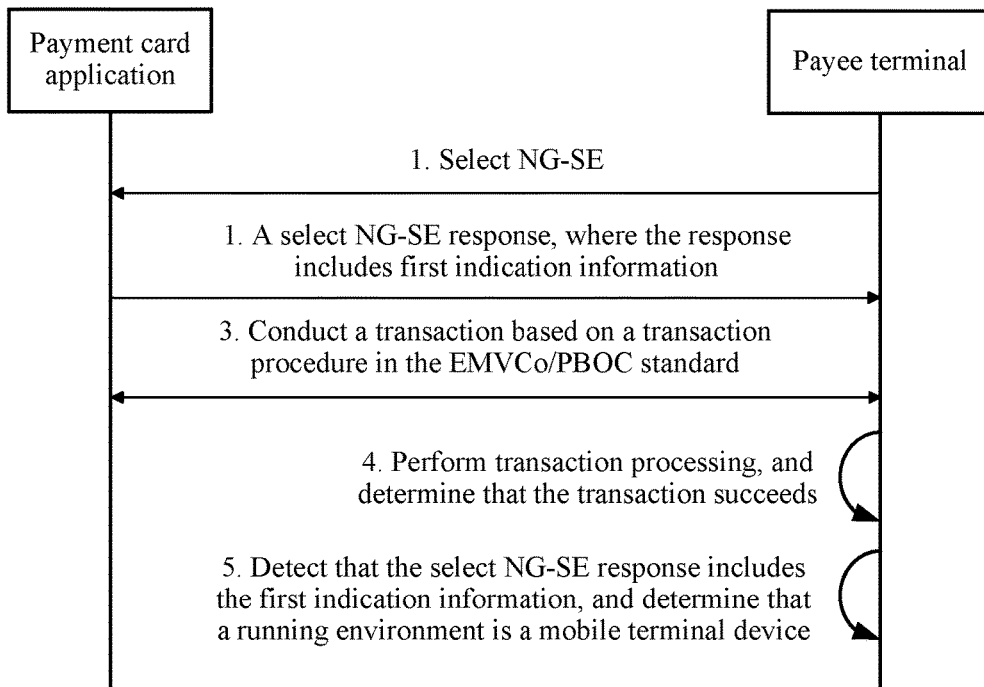 Payment card
application
Payee terminal
1. Select NG-SE
1. A select NG-SE response, where the response
includes first indication information
3. Conduct a transaction based on a transaction
procedure in the EMVCo/PBOC standard
4. Perform transaction processing, and
determine that the transaction succeeds
5. Detect that the select NG-SE response includes
the first indication information, and determine that
a running environment is a mobile terminal device